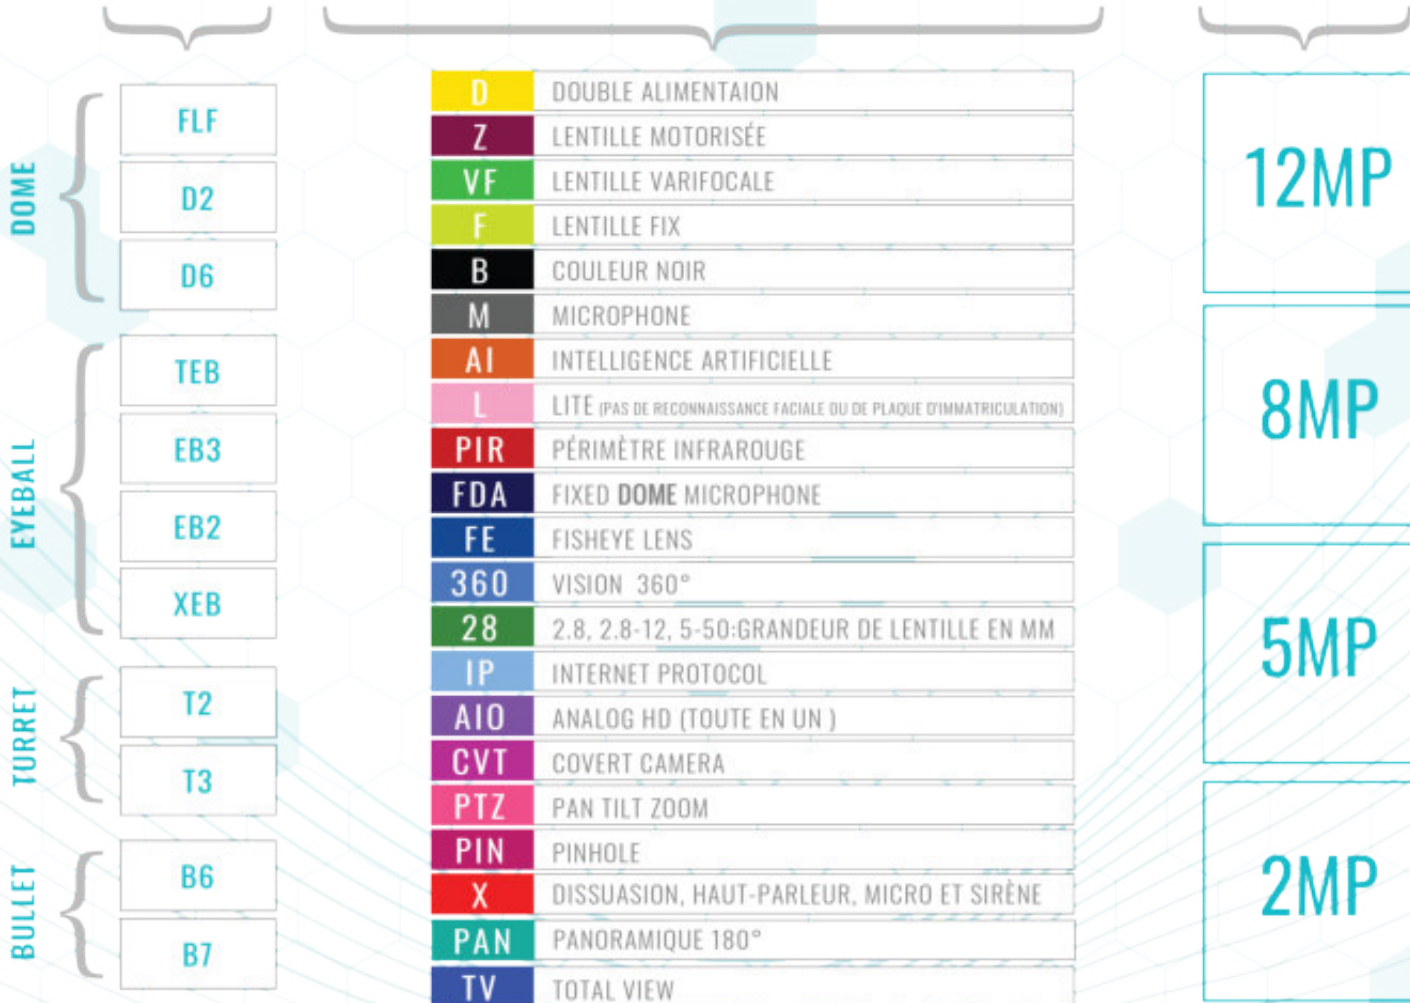 DOME
FLF
D2
D6
EYEBALL
TEB
EB3
EB2
XEB
TURRET
T2
T3
BULLET
B6
B7
D DOUBLE ALIMENTAION
Z LENTILLE MOTORISÉE
VF LENTILLE VARIFOCALE
F LENTILLE FIX
B COULEUR NOIR
M MICROPHONE
AI INTELLIGENCE ARTIFICIELLE
L LITE (PAS DE RECONNAISSANCE FACIALE OU DE PLAQUE D'IMMATRICULATION)
PIR PÉRIMÈTRE INFRAROUGE
FDA FIXED DOME MICROPHONE
FE FISHEYE LENS
360 VISION 360°
28 2.8, 2.8-12, 5-50:GRANDEUR DE LENTILLE EN MM
IP INTERNET PROTOCOL
AIO ANALOG HD (TOUTE EN UN )
CVT COVERT CAMERA
PTZ PAN TILT ZOOM
PIN PINHOLE
X DISSUASION, HAUT-PARLEUR, MICRO ET SIRÈNE
PAN PANORAMIQUE 180°
TV TOTAL VIEW
12MP
8MP
5MP
2MP